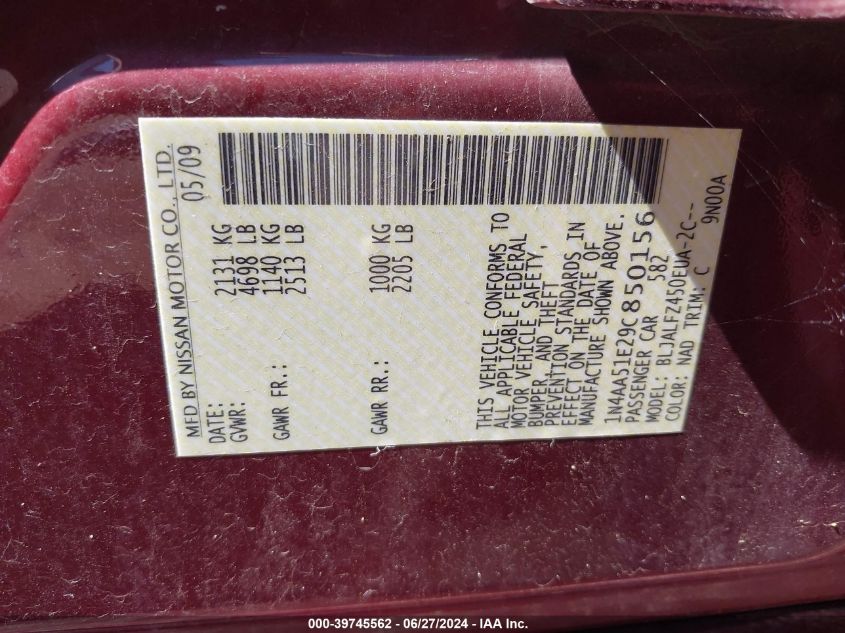 MFD BY NISSAN MOTOR CO., LTD.
DATE: 05/09
GVWR: 2131 KG
4698 LB
GAWR FR.: 1140 KG
2513 LB
GAWR RR.: 1000 KG
2205 LB
THIS VEHICLE CONFORMS TO
ALL APPLICABLE FEDERAL
MOTOR VEHICLE SAFETY,
BUMPER, AND THEFT
PREVENTION STANDARDS IN
EFFECT ON THE DATE OF
MANUFACTURE SHOWN ABOVE.
1N4AA51E29C850156
PASSENGER CAR 582
MODEL: BLJALFZ450EUA-2C--
COLOR: NAD TRIM: C 9N00A
000-39745562 - 06/27/2024 - IAA Inc.